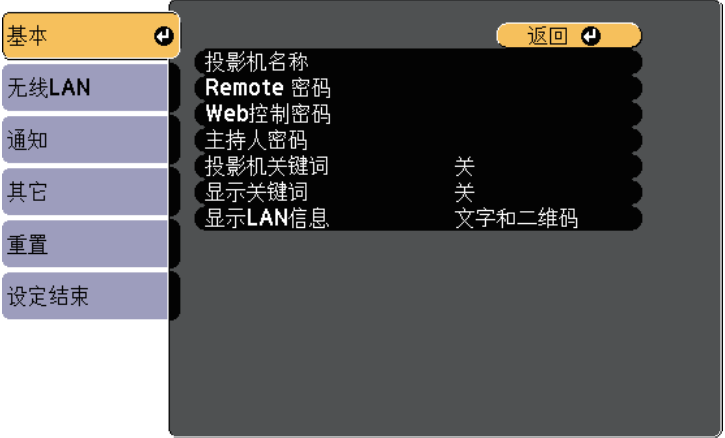 基本
无线LAN
通知
其它
重置
设定结束
返回
投影机名称
Remote 密码
Web控制密码
主持人密码
投影机关键词 关
显示关键词 关
显示LAN信息 文字和二维码